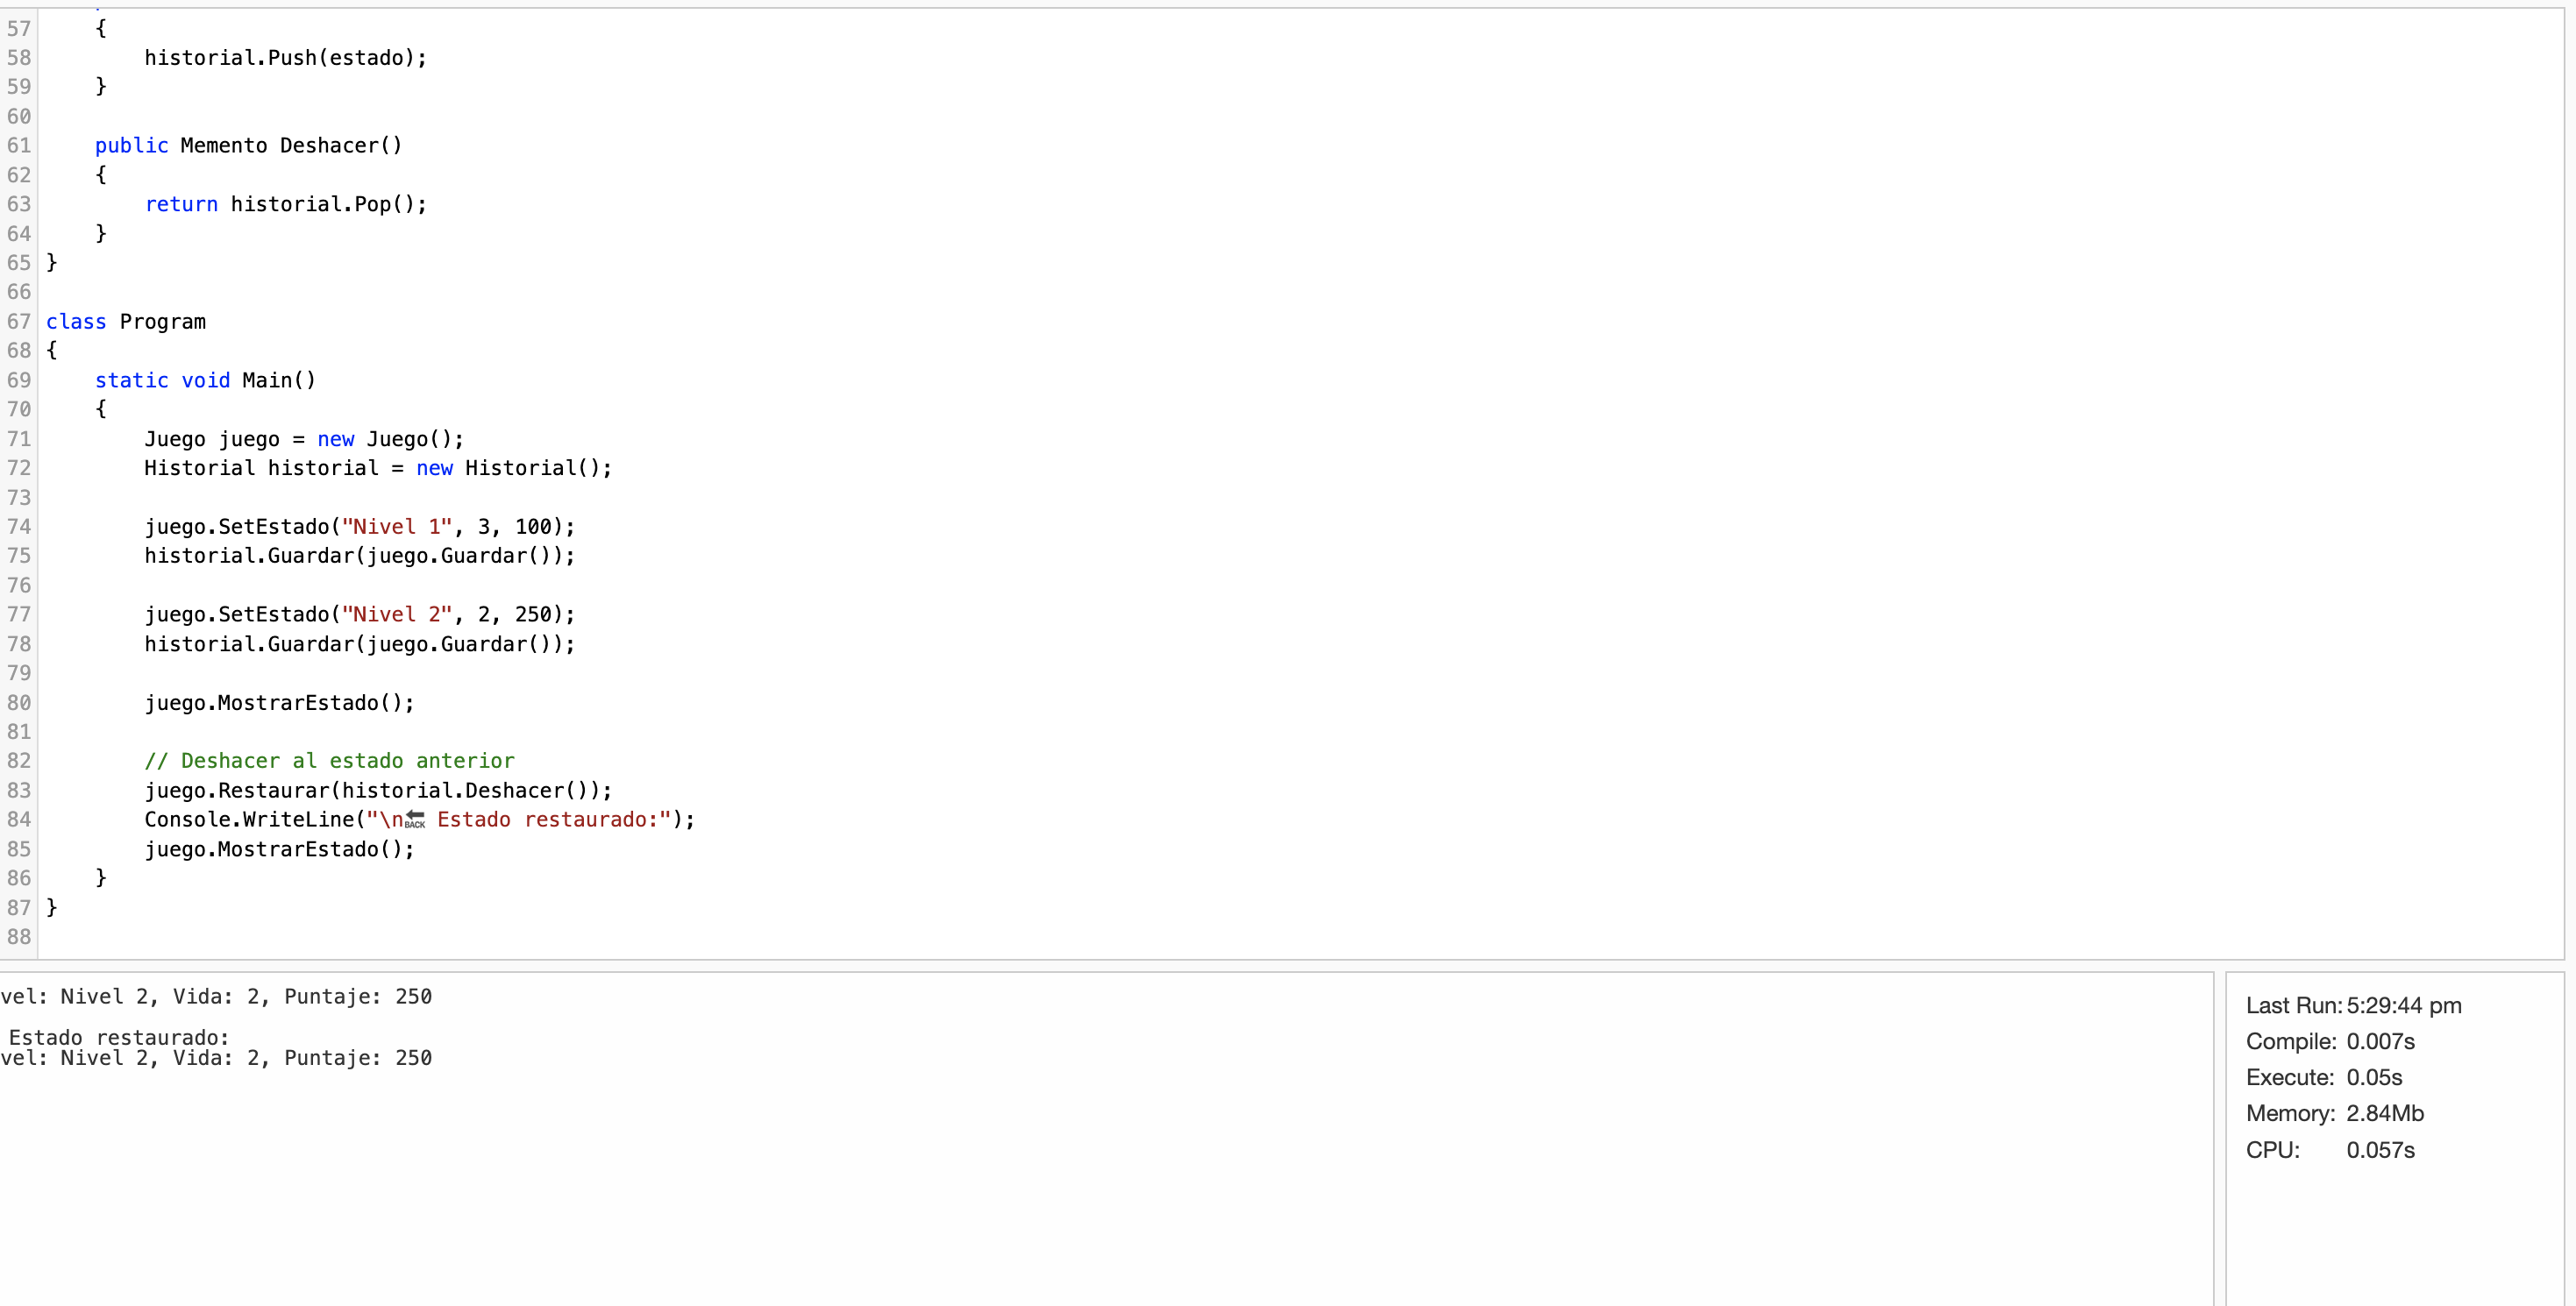 57     {
58         historial.Push(estado);
59     }
60
61     public Memento Deshacer()
62     {
63         return historial.Pop();
64     }
65 }
66
67 class Program
68 {
69     static void Main()
70     {
71         Juego juego = new Juego();
72         Historial historial = new Historial();
73
74         juego.SetEstado("Nivel 1", 3, 100);
75         historial.Guardar(juego.Guardar());
76
77         juego.SetEstado("Nivel 2", 2, 250);
78         historial.Guardar(juego.Guardar());
79
80         juego.MostrarEstado();
81
82         // Deshacer al estado anterior
83         juego.Restaurar(historial.Deshacer());
84         Console.WriteLine("\n🔙 Estado restaurado:");
85         juego.MostrarEstado();
86     }
87 }
88
vel: Nivel 2, Vida: 2, Puntaje: 250
Estado restaurado:
vel: Nivel 2, Vida: 2, Puntaje: 250
Last Run: 5:29:44 pm
Compile: 0.007s
Execute: 0.05s
Memory: 2.84Mb
CPU: 0.057s